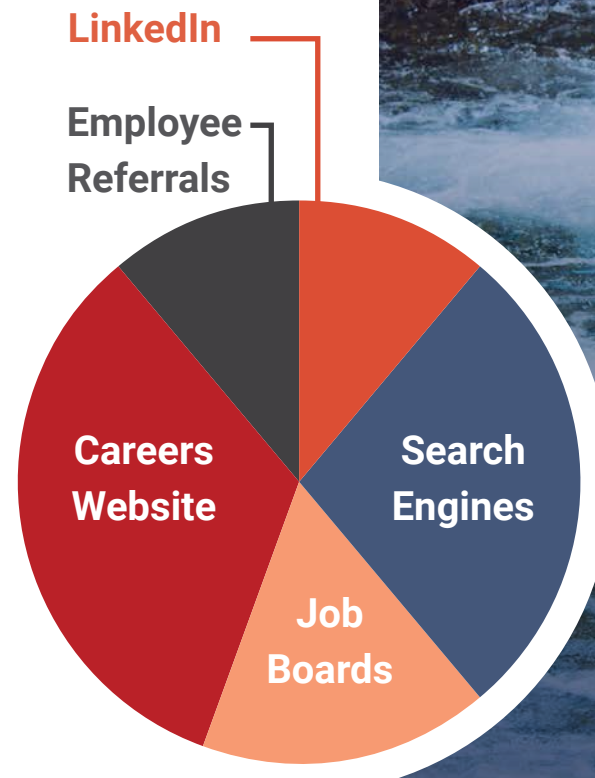 LinkedIn
Employee
Referrals
Careers
Website
Search
Engines
Job
Boards